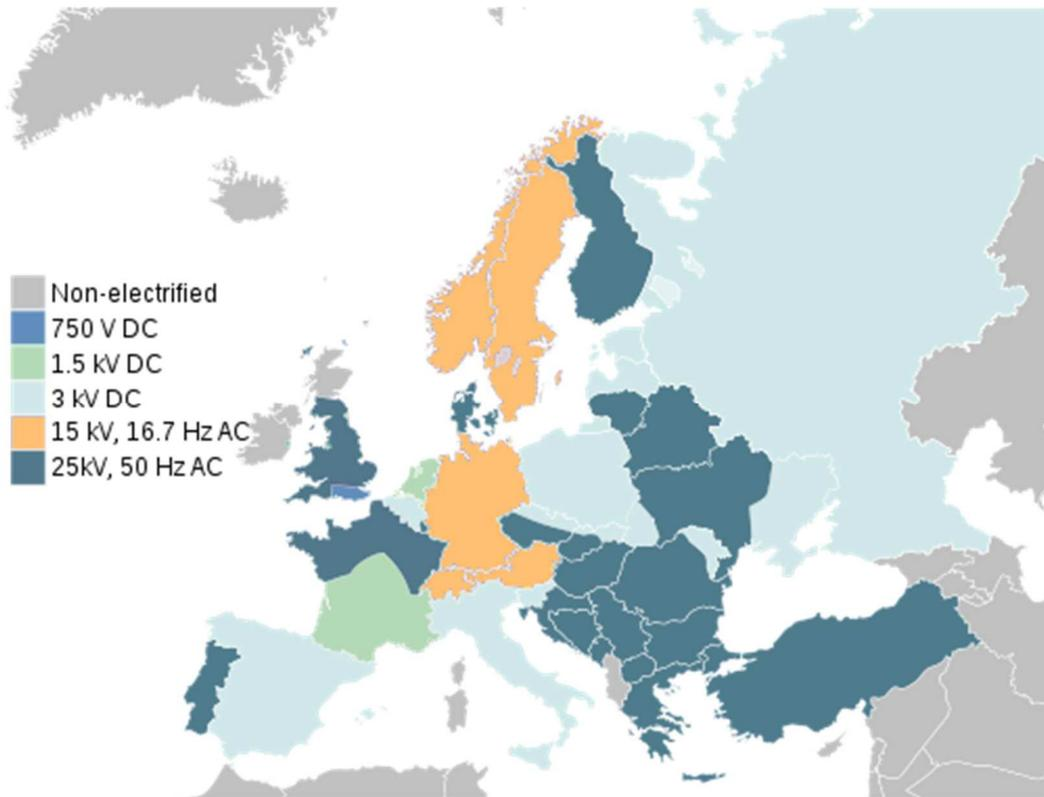 Non-electrified
750 V DC
1.5 kV DC
3 kV DC
15 kV, 16.7 Hz AC
25kV, 50 Hz AC